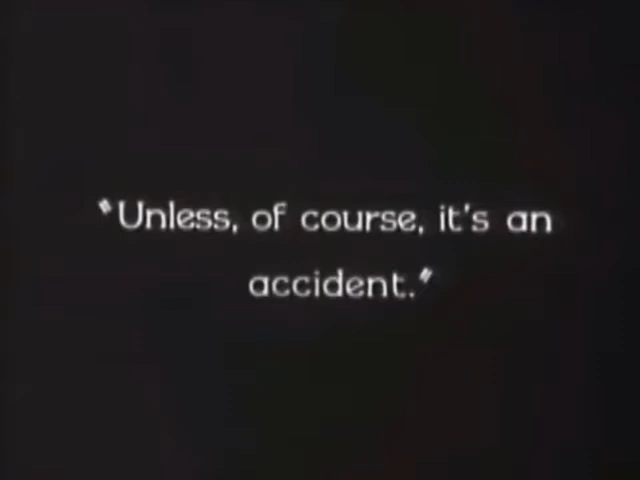 "Unless, of course, it's an
accident."